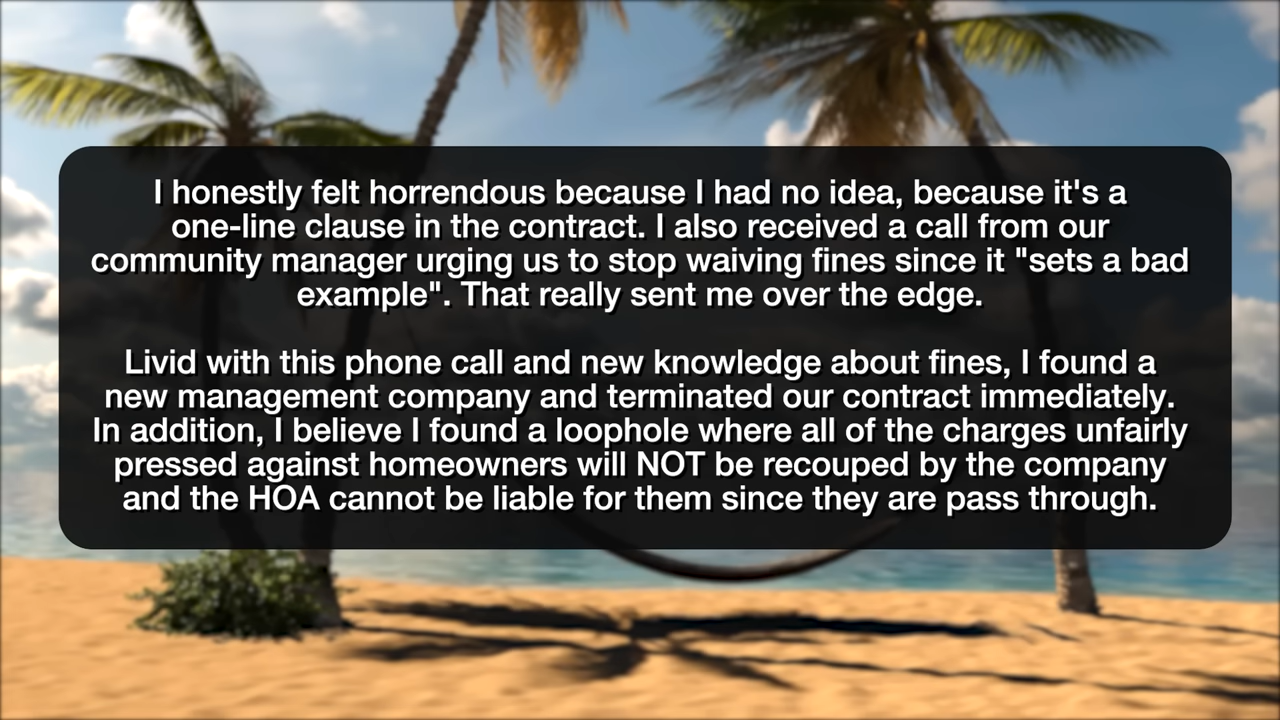 I honestly felt horrendous because I had no idea, because it's a
one-line clause in the contract. I also received a call from our
community manager urging us to stop waiving fines since it "sets a bad
example". That really sent me over the edge.
Livid with this phone call and new knowledge about fines, I found a
new management company and terminated our contract immediately.
In addition, I believe I found a loophole where all of the charges unfairly
pressed against homeowners will NOT be recouped by the company
and the HOA cannot be liable for them since they are pass through.